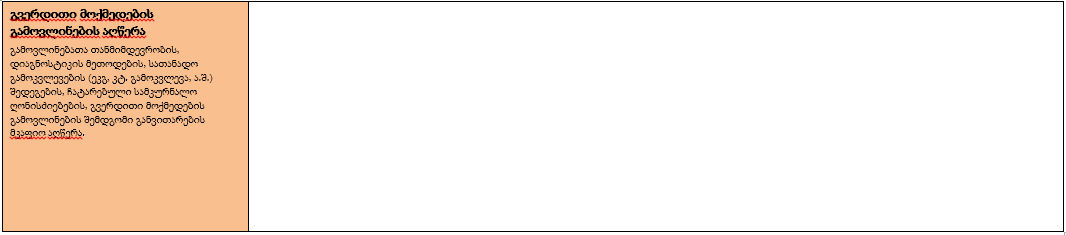 გვერდითი მოქმედების
გამოვლინების აღწერა
გამოვლინებათა თანმიმდევრობის,
დიაგნოსტიკის მეთოდების, სათანადო
გამოკვლევების (ეკგ, კტ. გამოკვლევა, ა.შ.)
შედეგების, ჩატარებული სამკურნალო
ღონისძიებების, გვერდითი მოქმედების
გამოვლინების შემდგომი განვითარების
მკაფიო აღწერა.